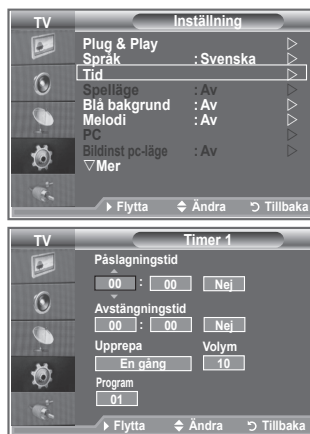 TV Inställning
Plug & Play
Språk : Svenska
Tid
Spelläge : Av
Blå bakgrund : Av
Melodi : Av
PC
Bildinst pc-läge : Av
▽Mer
Flytta Ändra Tillbaka
TV Timer 1
Påslagningstid
00 : 00 Nej
Avstängningstid
00 : 00 Nej
Upprepa Volym
En gång 10
Program
01
Flytta Ändra Tillbaka